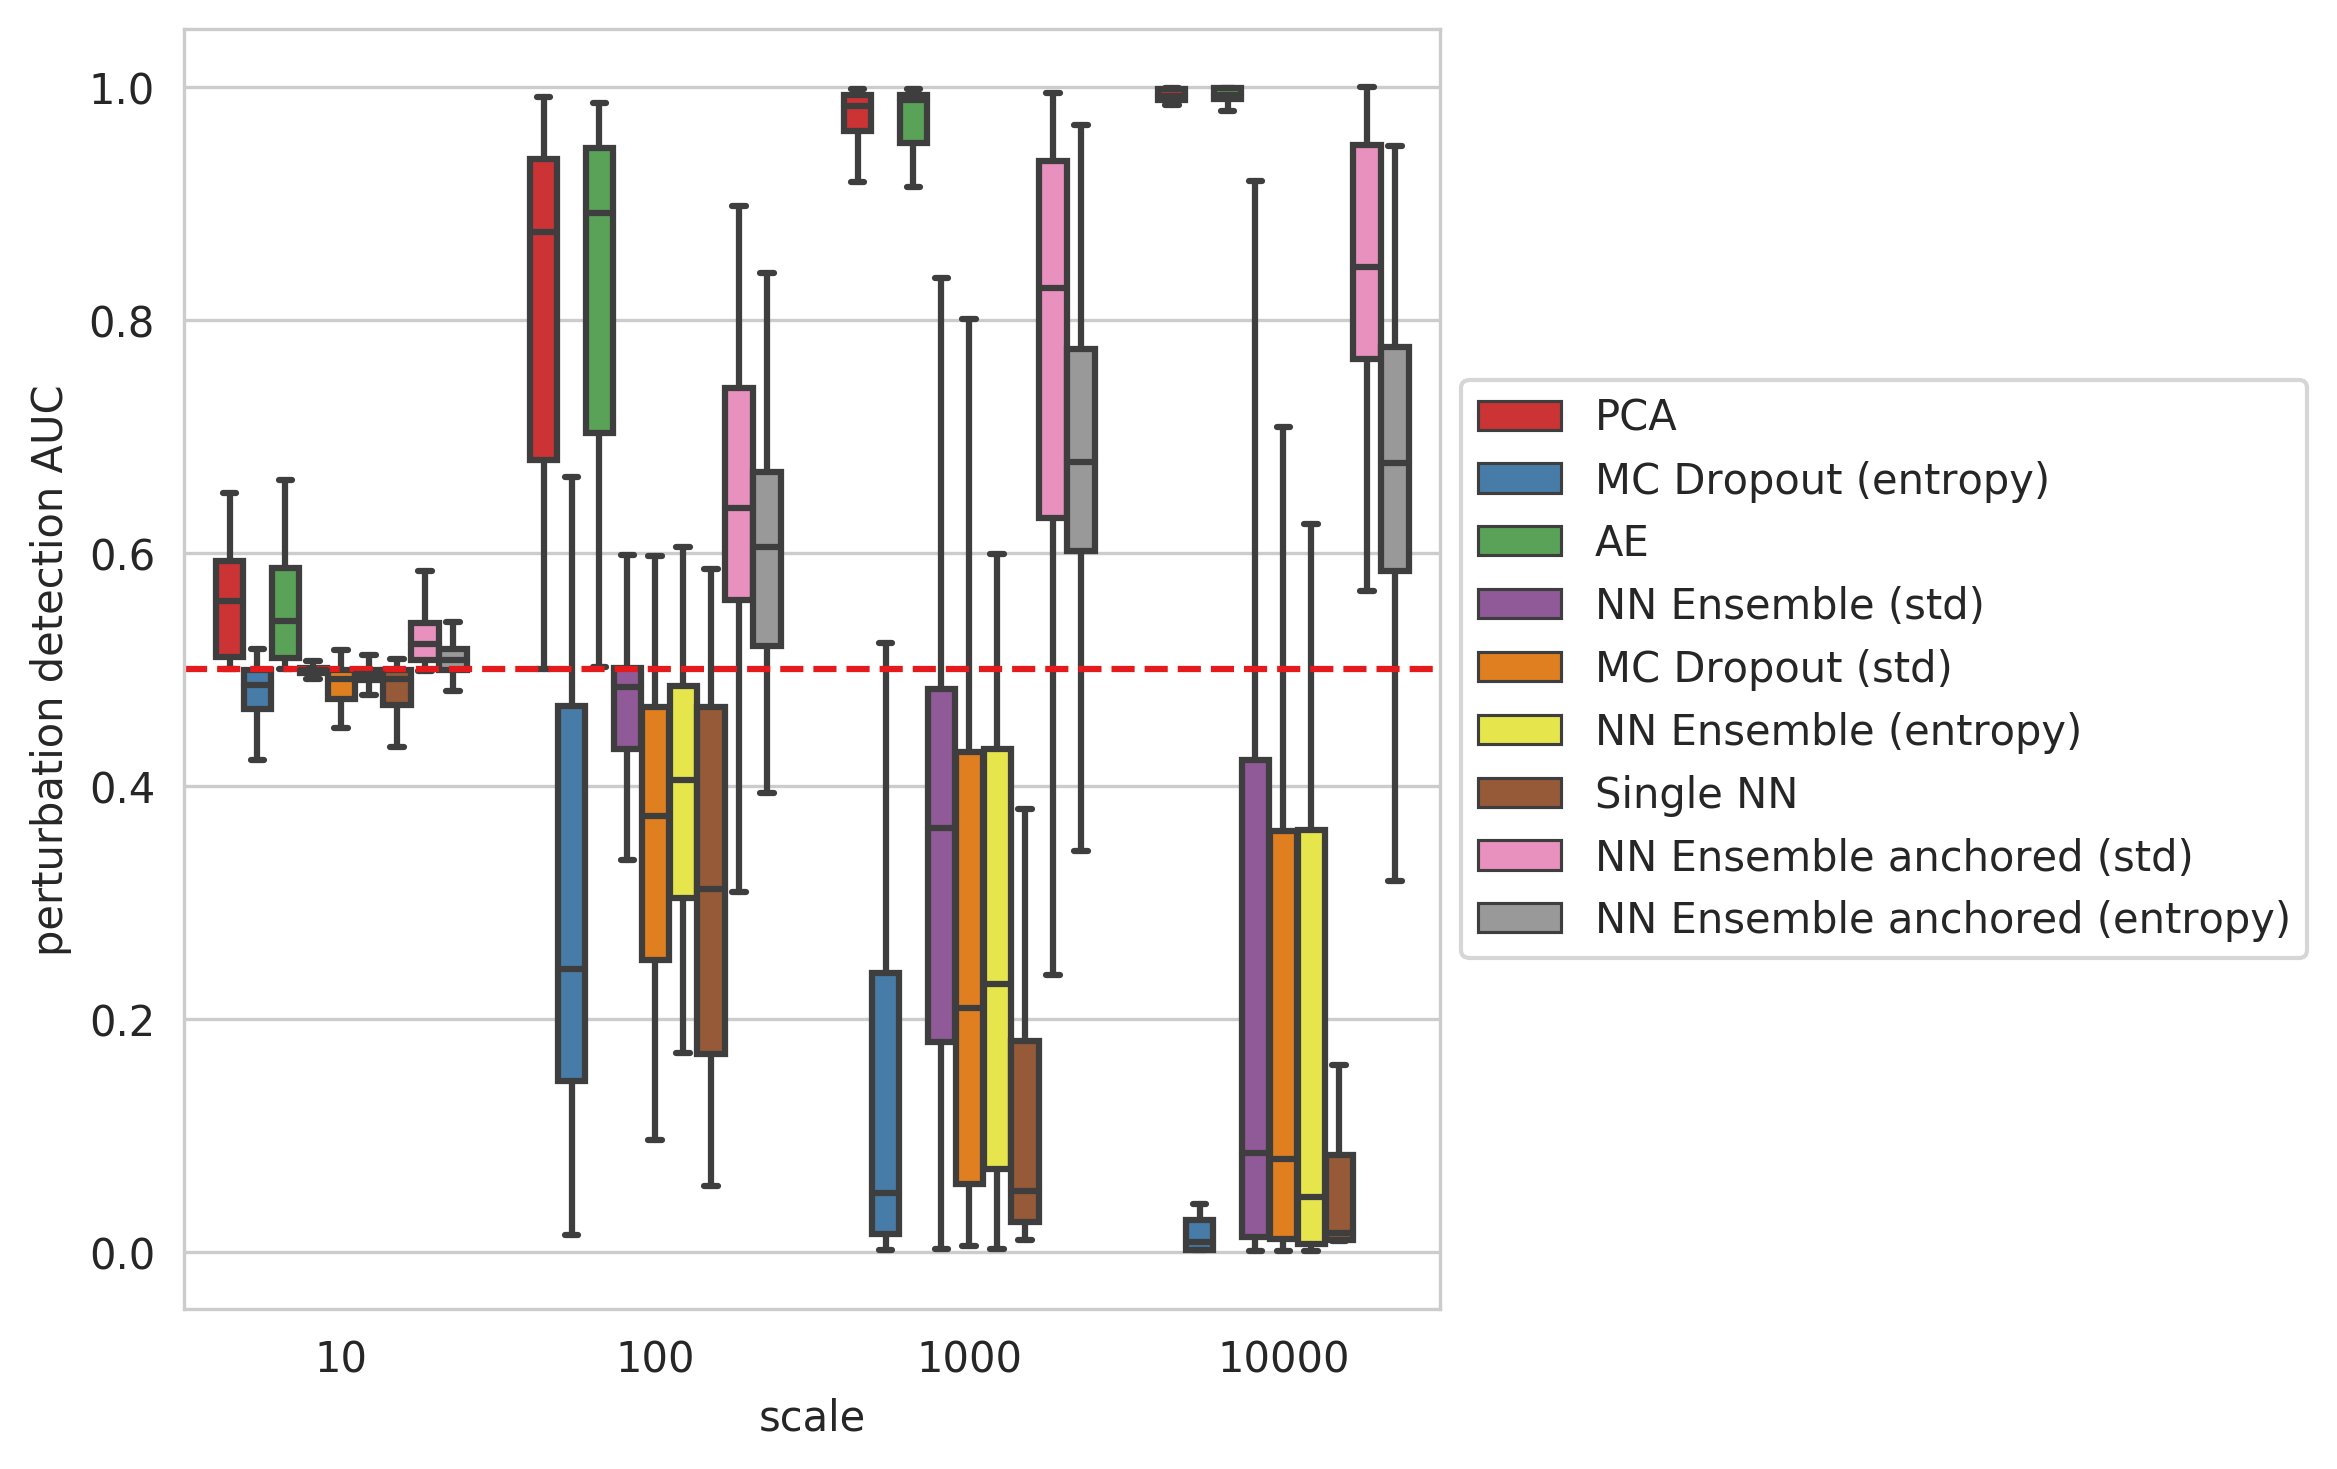 perturbation detection AUC
1.0
0.8
0.6
0.4
0.2
0.0
10 100 1000 10000
scale
PCA
MC Dropout (entropy)
AE
NN Ensemble (std)
MC Dropout (std)
NN Ensemble (entropy)
Single NN
NN Ensemble anchored (std)
NN Ensemble anchored (entropy)